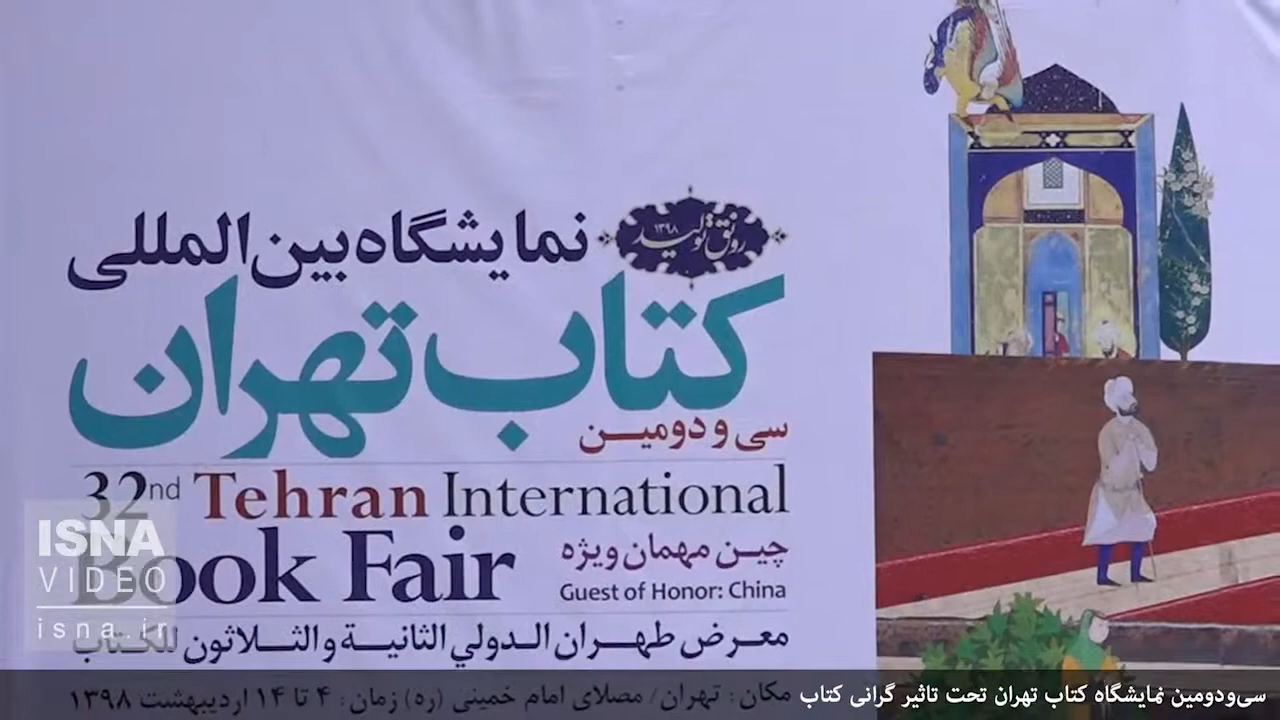 رونق تولید ۱۳۹۸
نمایشگاه بین المللی
کتاب تهران
سی و دومین
32nd Tehran International
Book Fair
چین مهمان ویژه
Guest of Honor: China
معرض طهران الدولي الثانية والثلاثون للكتاب
مکان: تهران/ مصلای امام خمینی (ره) زمان: ۴ تا ۱۴ اردیبهشت ۱۳۹۸
ISNA
VIDEO
isna.ir
سی‌ودومین نمایشگاه کتاب تهران تحت تاثیر گرانی کتاب